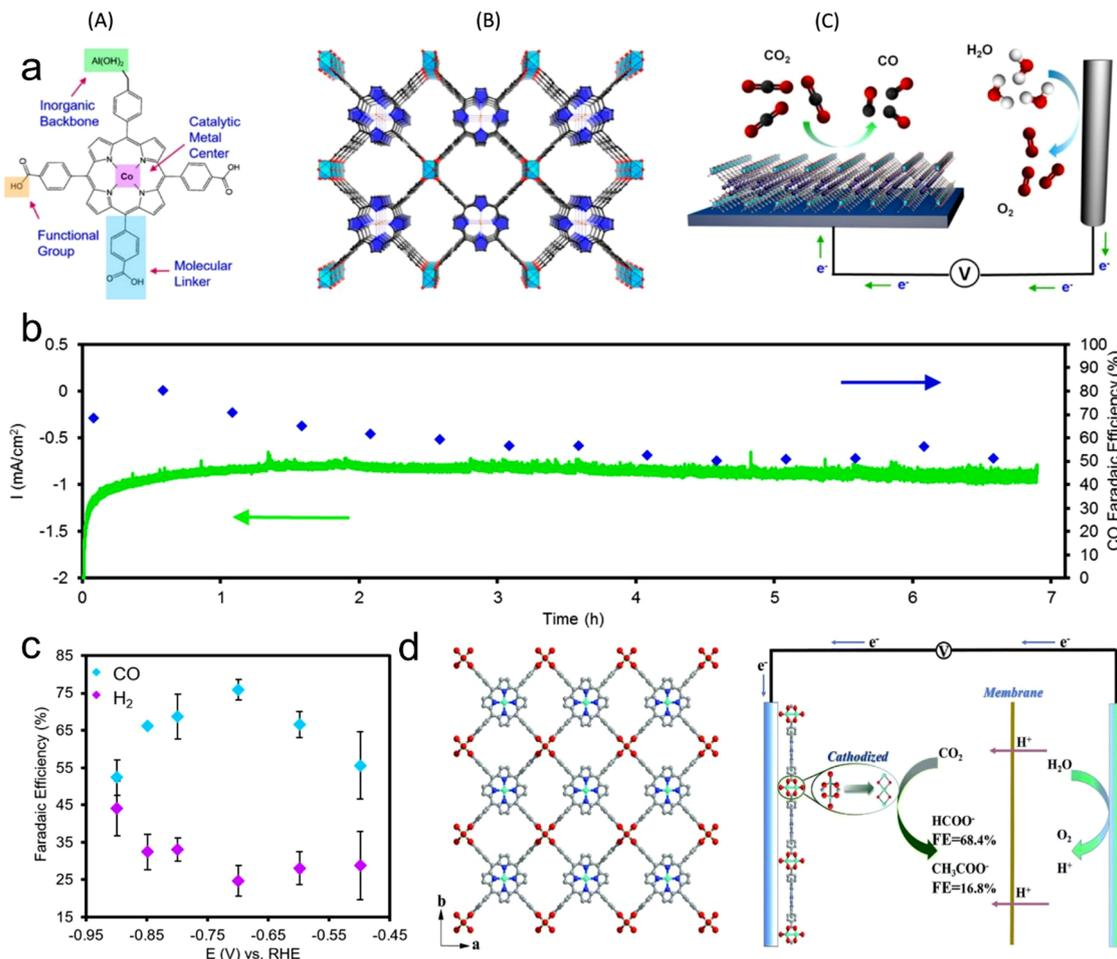 (A)
(B)
(C)
a
Al(OH)2
Inorganic
Backbone
Catalytic
Metal
Center
Co
O
OH
HO
O
Functional
Group
O
OH
Molecular
Linker
N
N
N
N
CO2
CO
H2O
O2
e-
V
e-
e-
e-
b
0.5
0
-0.5
-1
-1.5
-2
I (mA/cm2)
100
90
80
70
60
50
40
30
20
10
0
CO Faradaic Efficiency (%)
0 1 2 3 4 5 6 7
Time (h)
c
85
75
65
55
45
35
25
15
Faradaic Efficiency (%)
CO
H2
-0.95 -0.85 -0.75 -0.65 -0.55 -0.45
E (V) vs. RHE
d
b
a
e-
V
e-
e-
Membrane
Cathodized
CO2
H+
H2O
HCOO-
FE=68.4%
CH3COO-
FE=16.8%
O2
H+
H+